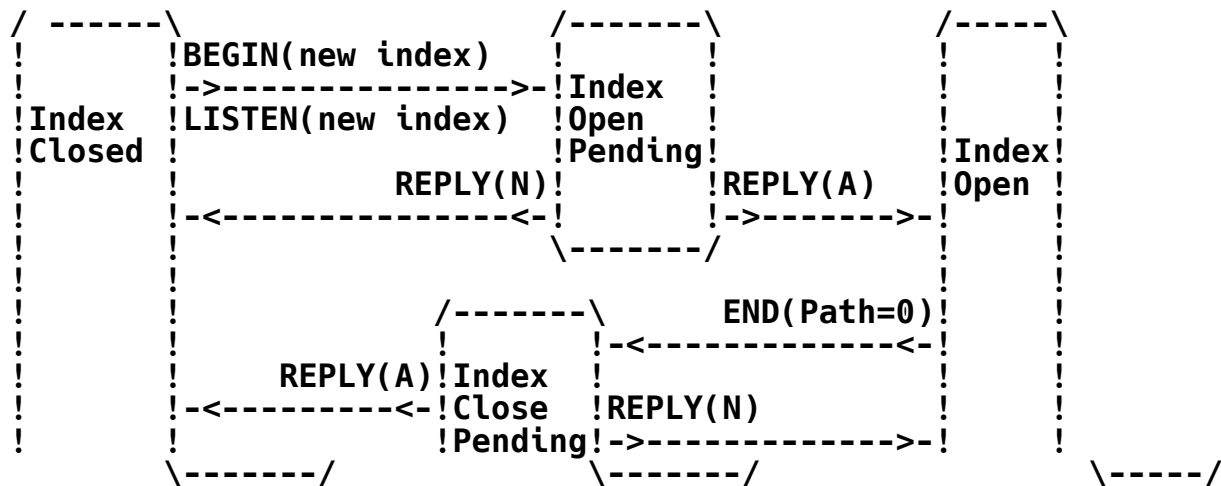 / ------\                       /-------\             /-----\
!         !BEGIN(new index)    !         !             !      !
!         !->--------------->-!Index    !             !      !
!Index   !LISTEN(new index)   !Open     !             !      !
!Closed  !                    !Pending!             !Index!
!         !            REPLY(N)!         !REPLY(A)    !Open  !
!         !-<---------------<-!         !->------->-!      !
!         !                    \-------/             !      !
!         !                                            !      !
!         !               /-------\       END(Path=0)!      !
!         !               !         !-<-------------<-!      !
!         !      REPLY(A)!Index   !                    !      !
!         !-<---------<-!Close   !REPLY(N)           !      !
!         !               !Pending!->------------->-!      !
\-------/                 \-------/                     \-----/